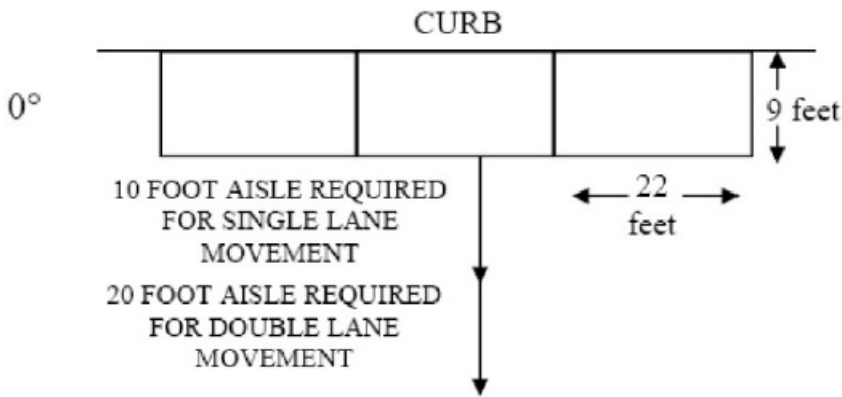 CURB
0°
9 feet
10 FOOT AISLE REQUIRED
FOR SINGLE LANE
MOVEMENT
22
feet
20 FOOT AISLE REQUIRED
FOR DOUBLE LANE
MOVEMENT